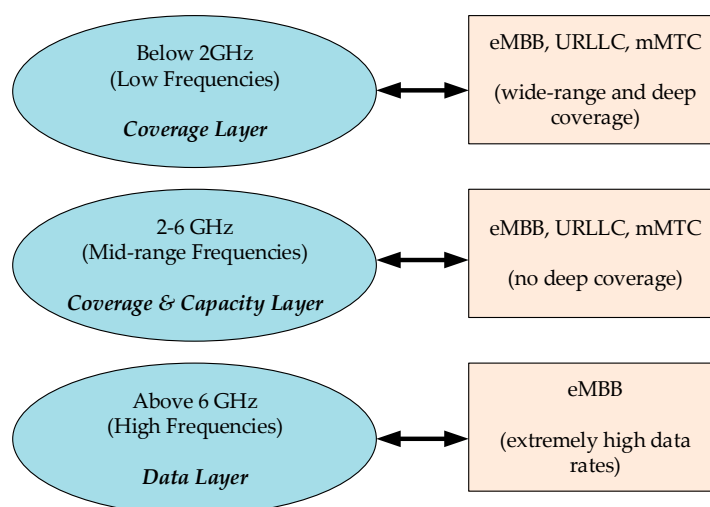 Below 2GHz
(Low Frequencies)
Coverage Layer
eMBB, URLLC, mMTC
(wide-range and deep
coverage)
2-6 GHz
(Mid-range Frequencies)
Coverage & Capacity Layer
eMBB, URLLC, mMTC
(no deep coverage)
Above 6 GHz
(High Frequencies)
Data Layer
eMBB
(extremely high data
rates)